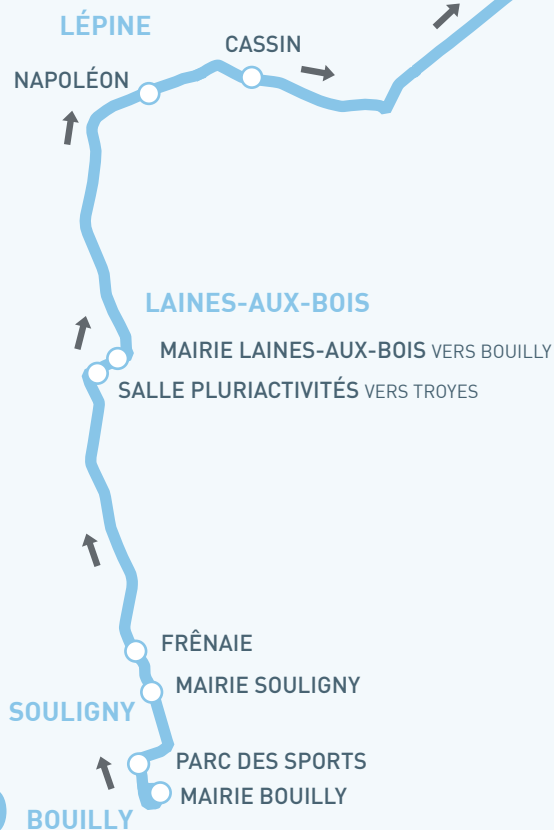 LÉPINE
CASSIN
NAPOLÉON
LAINES-AUX-BOIS
MAIRIE LAINES-AUX-BOIS VERS BOUILLY
SALLE PLURIACTIVITÉS VERS TROYES
FRÊNAIE
MAIRIE SOULIGNY
SOULIGNY
PARC DES SPORTS
MAIRIE BOUILLY
BOUILLY